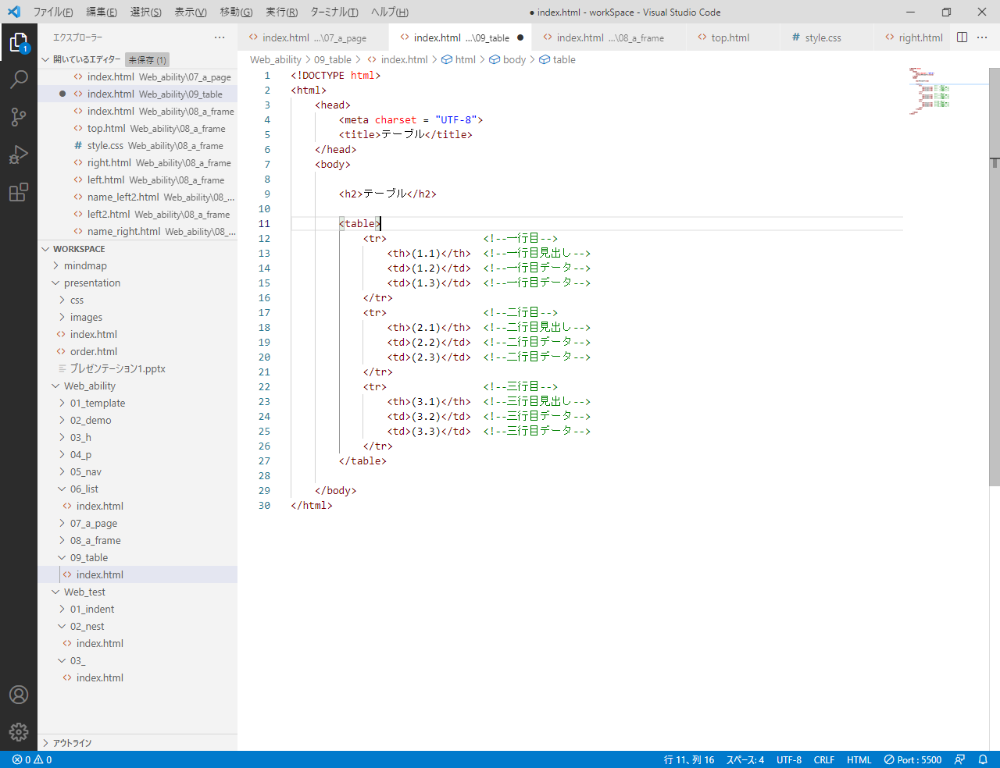 ファイル(F) 編集(E) 選択(S) 表示(V) 移動(G) 実行(R) ターミナル(T) ヘルプ(H) ● index.html - workSpace - Visual Studio Code
エクスプローラー ...
index.html ...\07_a_page index.html ...\09_table ● index.html ...\08_a_frame top.html # style.css right.html ...
開いているエディター 未保存 (1)
index.html Web_ability\07_a_page
● index.html Web_ability\09_table
index.html Web_ability\08_a_frame
top.html Web_ability\08_a_frame
# style.css Web_ability\08_a_frame
right.html Web_ability\08_a_frame
left.html Web_ability\08_a_frame
name_left2.html Web_ability\08_...
left2.html Web_ability\08_a_frame
name_right.html Web_ability\08_...
WORKSPACE
mindmap
presentation
css
images
index.html
order.html
プレゼンテーション1.pptx
Web_ability
01_template
02_demo
03_h
04_p
05_nav
06_list
index.html
07_a_page
08_a_frame
09_table
index.html
Web_test
01_indent
02_nest
index.html
03_
index.html
アウトライン
Web_ability > 09_table > index.html > html > body > table
1 <!DOCTYPE html>
2 <html>
3 <head>
4 <meta charset = "UTF-8">
5 <title>テーブル</title>
6 </head>
7 <body>
8
9 <h2>テーブル</h2>
10
11 <table>
12 <tr> <!--一行目-->
13 <th>(1.1)</th> <!--一行目見出し-->
14 <td>(1.2)</td> <!--一行目データ-->
15 <td>(1.3)</td> <!--一行目データ-->
16 </tr>
17 <tr> <!--二行目-->
18 <th>(2.1)</th> <!--二行目見出し-->
19 <td>(2.2)</td> <!--二行目データ-->
20 <td>(2.3)</td> <!--二行目データ-->
21 </tr>
22 <tr> <!--三行目-->
23 <th>(3.1)</th> <!--三行目見出し-->
24 <td>(3.2)</td> <!--三行目データ-->
25 <td>(3.3)</td> <!--三行目データ-->
26 </tr>
27 </table>
28
29 </body>
30 </html>
1
0 0 行 11、列 16 スペース: 4 UTF-8 CRLF HTML Port : 5500